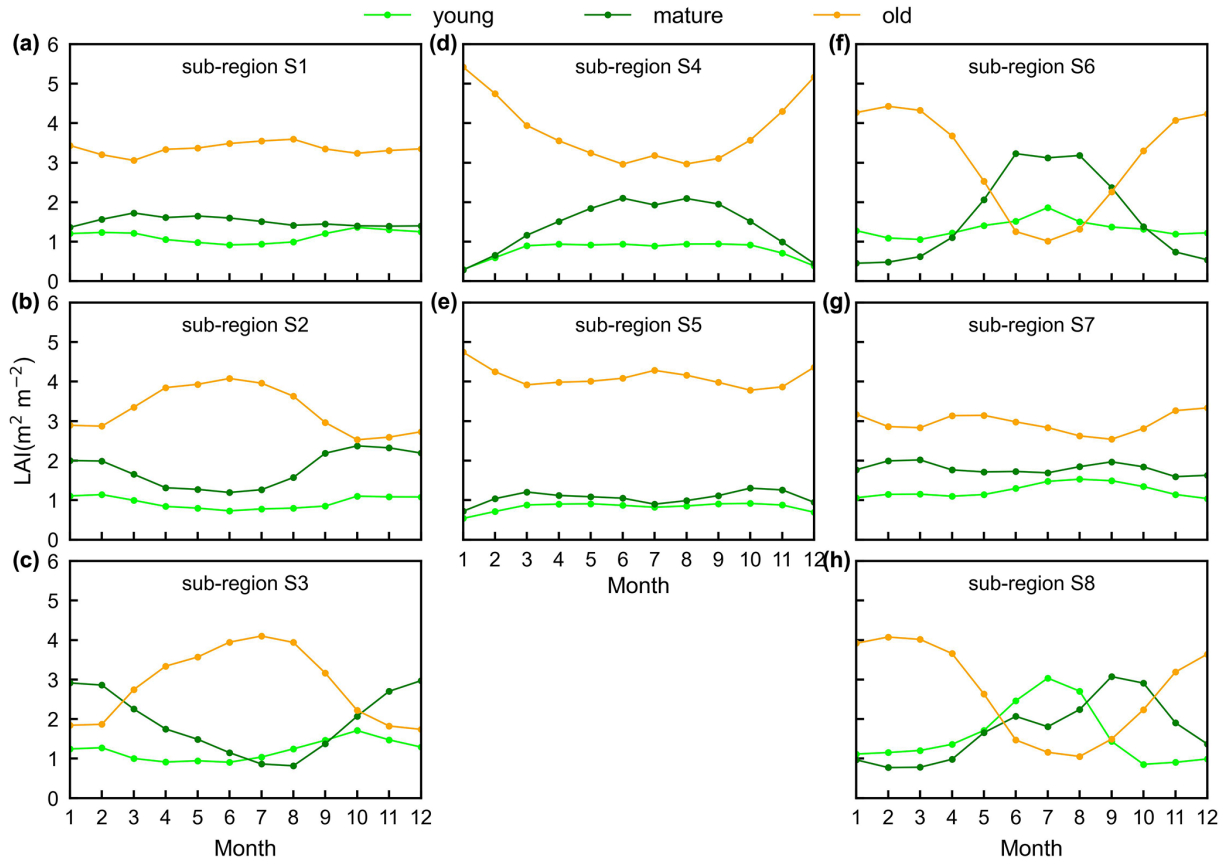 young mature old
(a) 6 5 4 3 2 1 0 sub-region S1
(d) sub-region S4
(f) sub-region S6
(b) 6 5 4 3 2 1 0 sub-region S2
(e) sub-region S5
1 2 3 4 5 6 7 8 9 10 11 12
Month
(g) sub-region S7
LAI(m² m⁻²)
(c) 6 5 4 3 2 1 0 sub-region S3
1 2 3 4 5 6 7 8 9 10 11 12
Month
(h) sub-region S8
1 2 3 4 5 6 7 8 9 10 11 12
Month